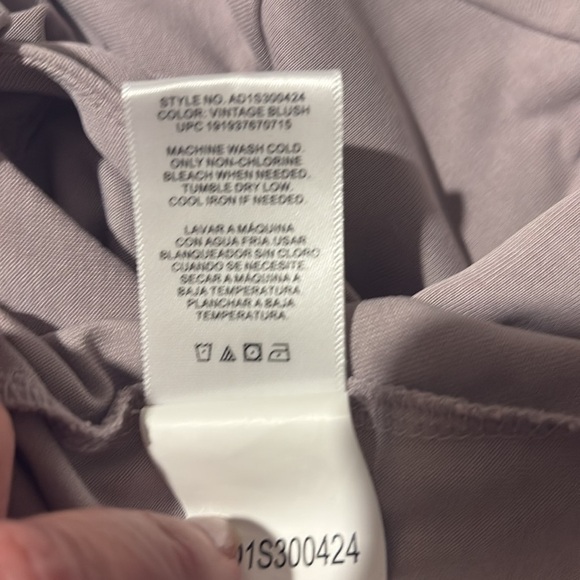 STYLE NO. AD1S300424
COLOR: VINTAGE BLUSH
UPC 191937670715
MACHINE WASH COLD.
ONLY NON-CHLORINE
BLEACH WHEN NEEDED.
TUMBLE DRY LOW.
COOL IRON IF NEEDED.
LAVAR A MÁQUINA
CON AGUA FRIA. USAR
BLANQUEADOR SIN CLORO
CUANDO SE NECESITE.
SECAR A MÁQUINA A
BAJA TEMPERATURA
PLANCHAR A BAJA
TEMPERATURA.
D1S300424